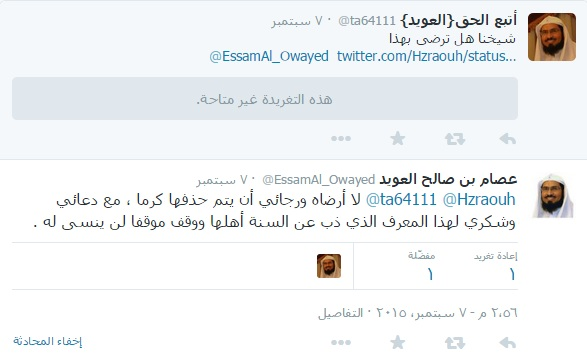 أتبع الحق{العويد} @ta64111 · ٧ سبتمبر
شيخنا هل ترضى بهذا
@EssamAl_Owayed twitter.com/Hzraouh/status...
هذه التغريدة غير متاحة.
عصام بن صالح العويد @EssamAl_Owayed · ٧ سبتمبر
@ta64111 @Hzraouh لا أرضاه ورجائي أن يتم حذفها كرما ، مع دعائي
وشكري لهذا المعرف الذي ذب عن السنة أهلها ووقف موقفا لن ينسى له .
إعادة تغريد مفضّلة
١ ١
٢،٥٦ م - ٧ سبتمبر، ٢٠١٥ · التفاصيل
إخفاء المحادثة